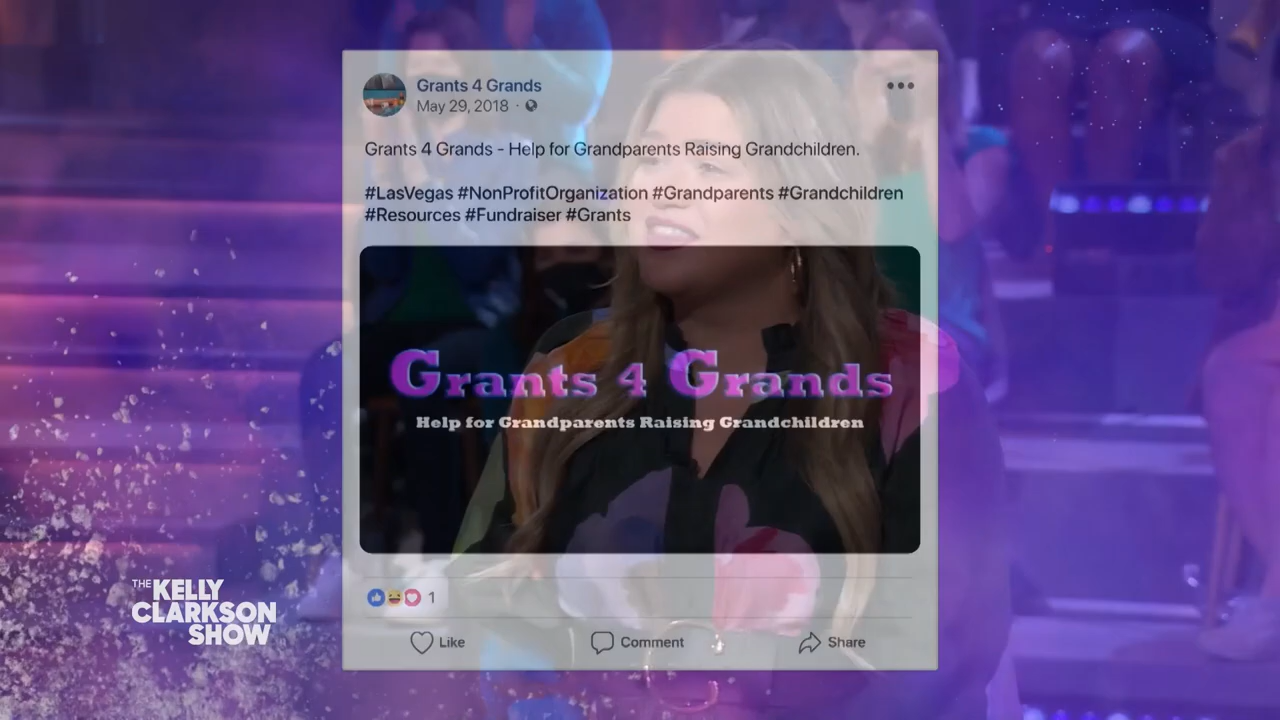 Grants 4 Grands
May 29, 2018 ·
Grants 4 Grands - Help for Grandparents Raising Grandchildren.
#LasVegas #NonProfitOrganization #Grandparents #Grandchildren
#Resources #Fundraiser #Grants
Grants 4 Grands
Help for Grandparents Raising Grandchildren
1
Like Comment Share
THE KELLY
CLARKSON
SHOW